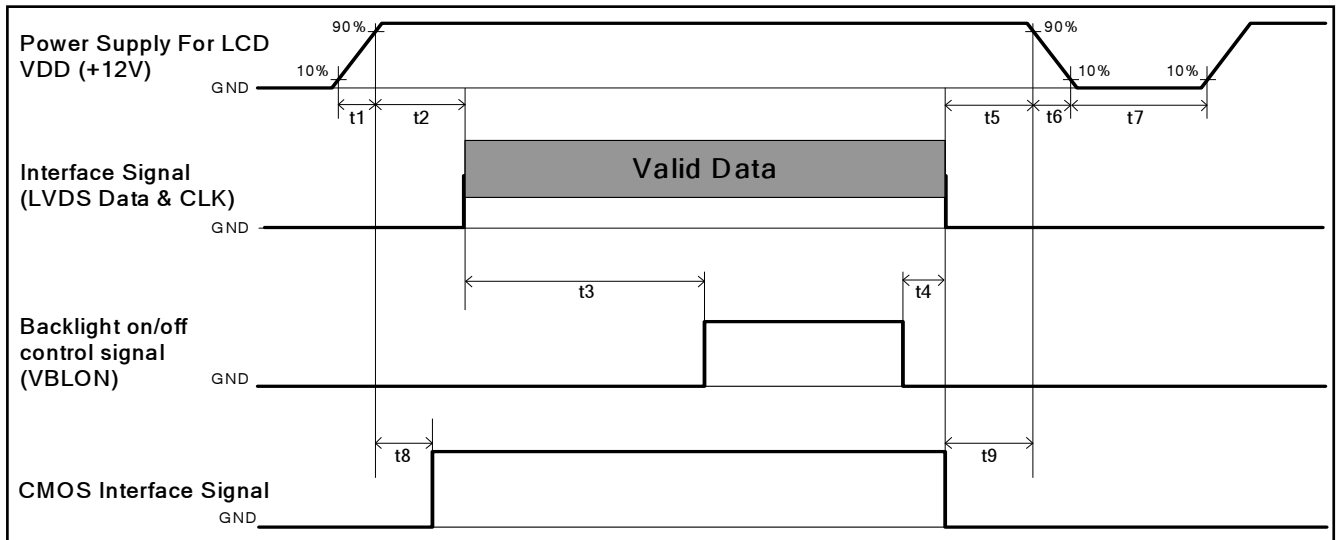 90%
90%
Power Supply For LCD
VDD (+12V)
10%
10%
10%
GND
t1
t2
t5
t6
t7
Valid Data
Interface Signal
(LVDS Data & CLK)
GND
t3
t4
Backlight on/off
control signal
(VBLON)
GND
t8
t9
CMOS Interface Signal
GND